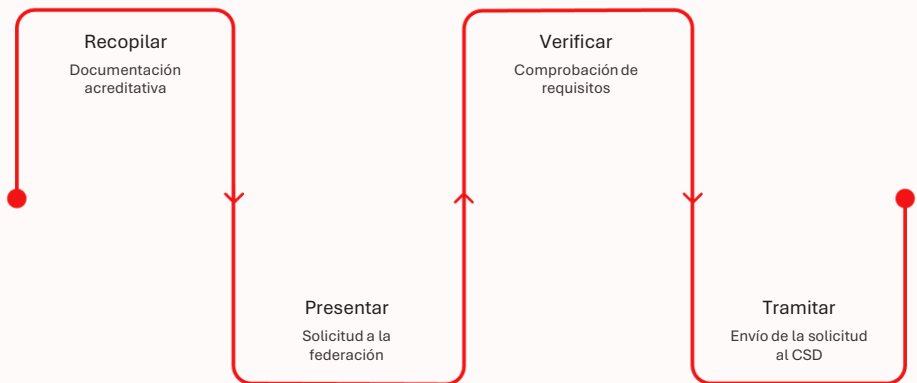 Recopilar
Documentación
acreditativa
Presentar
Solicitud a la
federación
Verificar
Comprobación de
requisitos
Tramitar
Envío de la solicitud
al CSD